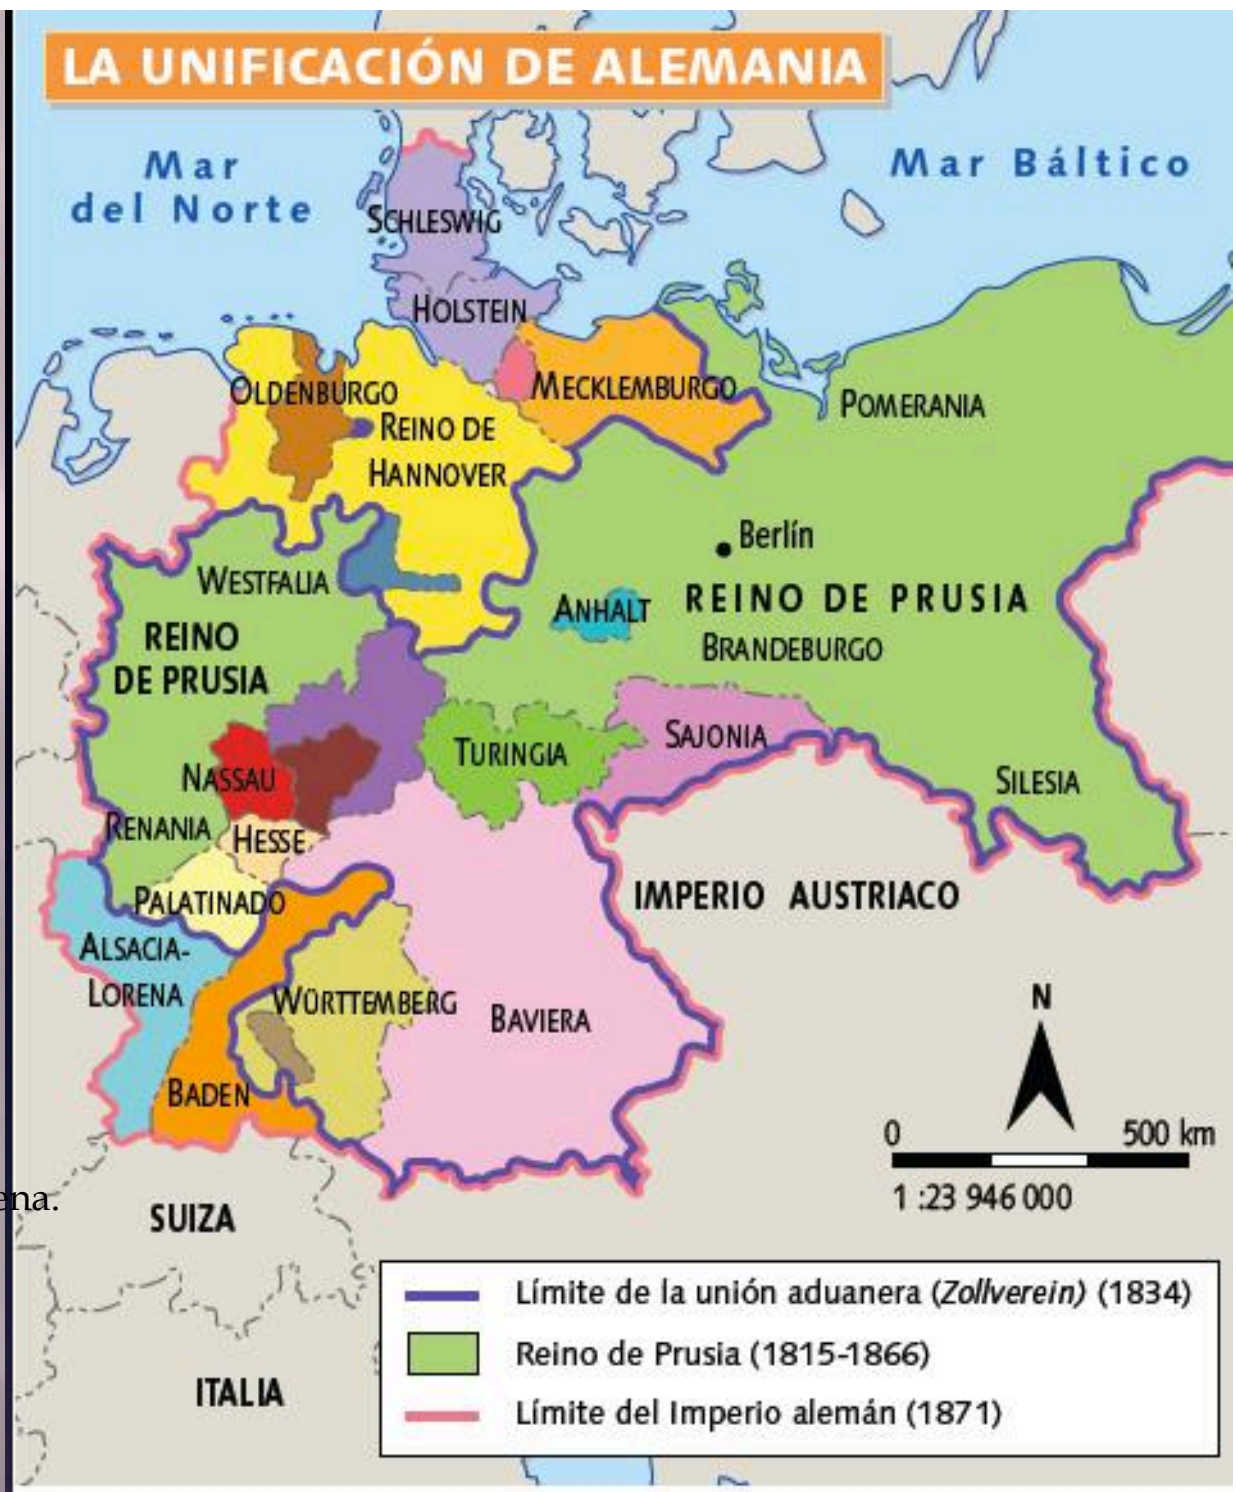 LA UNIFICACIÓN DE ALEMANIA
Mar
del Norte
Mar Báltico
SCHLESWIG
HOLSTEIN
OLDENBURGO
MECKLEMBURGO
REINO DE
HANNOVER
POMERANIA
Berlín
WESTFALIA
ANHALT
REINO DE PRUSIA
REINO
DE PRUSIA
BRANDEBURGO
SAJONIA
TURINGIA
NASSAU
SILESIA
RENANIA
HESSE
PALATINADO
IMPERIO AUSTRIACO
ALSACIA-
LORENA
WÜRTTEMBERG
BAVIERA
BADEN
N
0 500 km
1 :23 946 000
ena.
SUIZA
ITALIA
Límite de la unión aduanera (Zollverein) (1834)
Reino de Prusia (1815-1866)
Límite del Imperio alemán (1871)